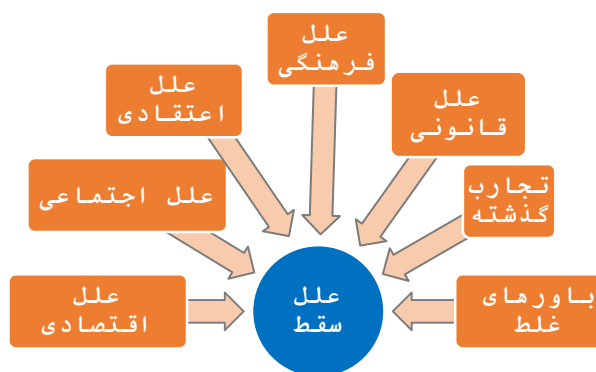 علل
فرهنگی
علل
قانونی
علل
اعتقادی
تجارب
گذشته
علل اجتماعی
باورهای
غلط
علل
سقط
علل
اقتصادی